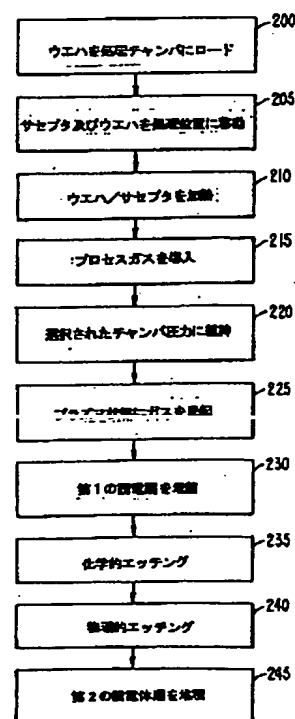 200
ウエハを処理チャンバにロード
205
サセプタ及びウエハを処理位置に移動
210
ウエハ/サセプタを加熱
215
プロセスガスを導入
220
選択されたチャンバ圧力に維持
225
ガスを
230
第1の誘電層を堆積
235
化学的エッチング
240
物理的エッチング
245
第2の誘電体層を堆積